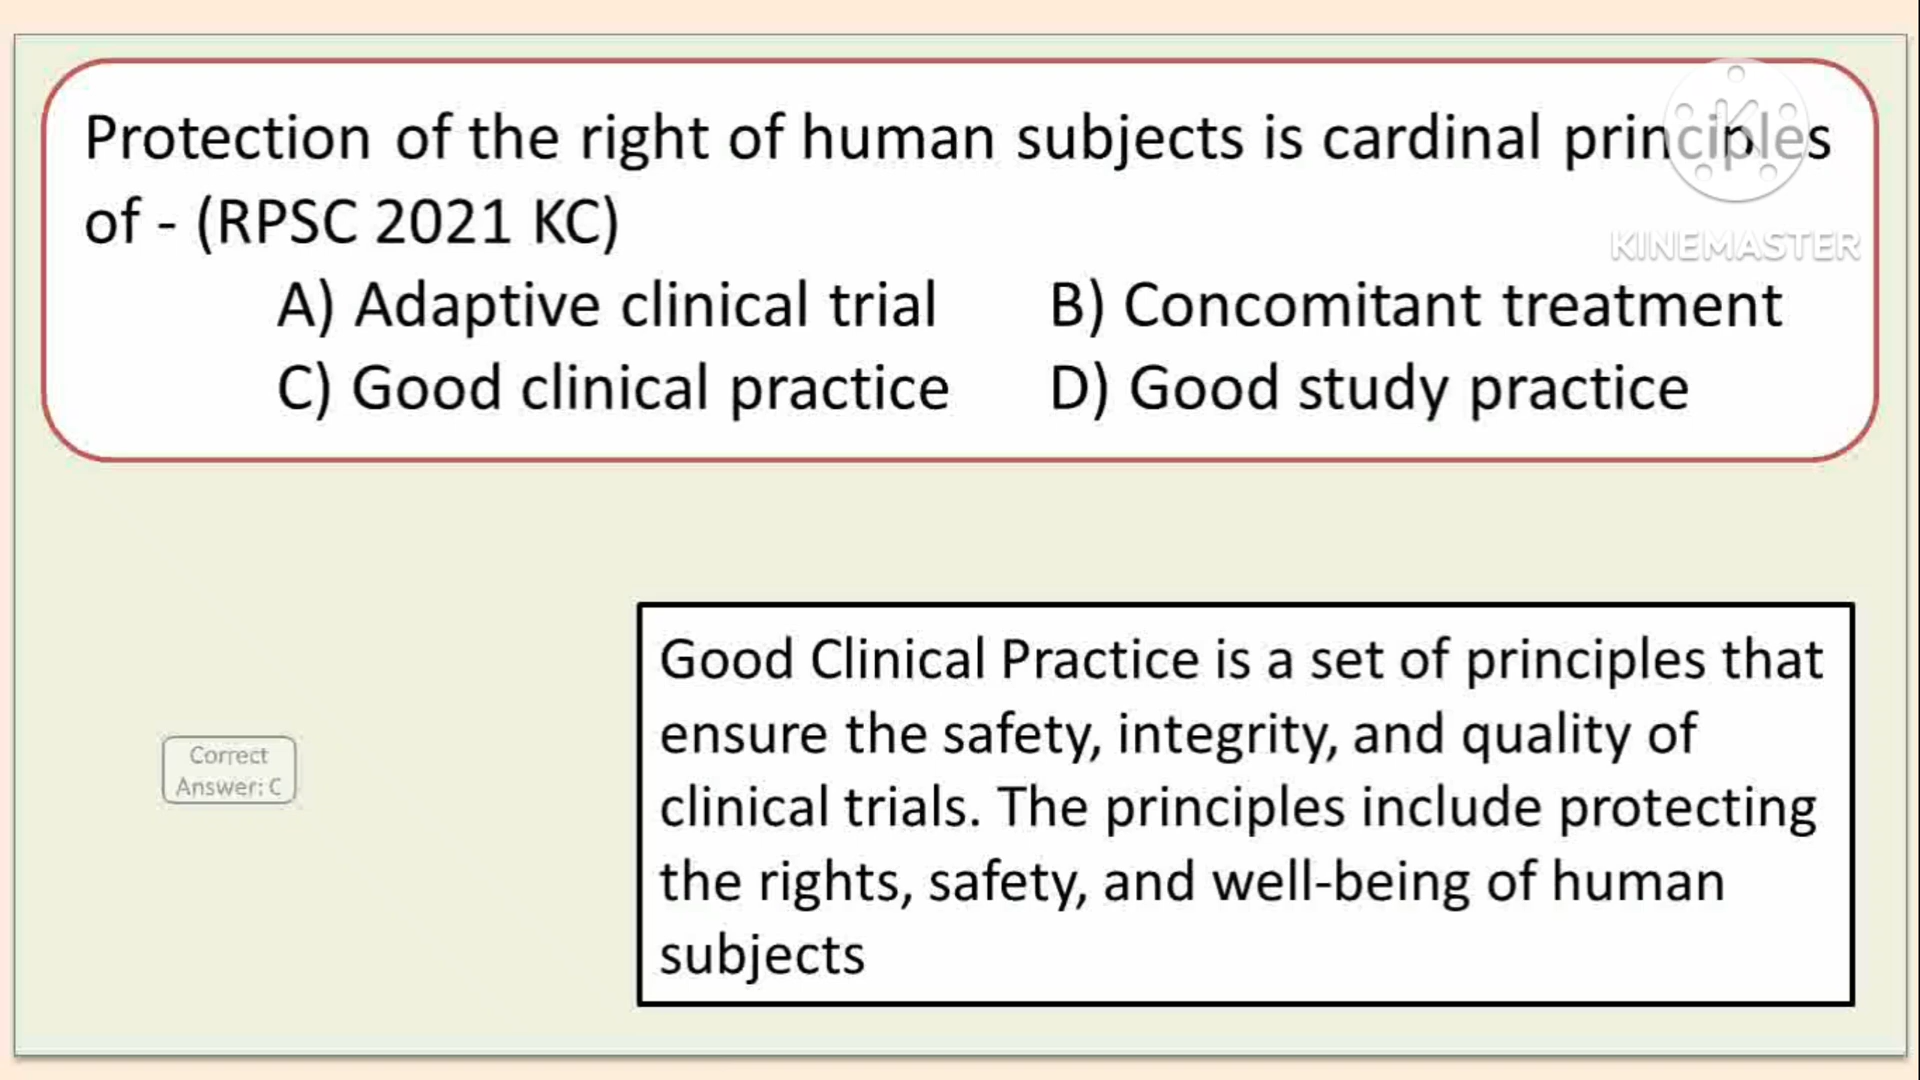 Protection of the right of human subjects is cardinal principles
of - (RPSC 2021 KC)
KINEMASTER
A) Adaptive clinical trial B) Concomitant treatment
C) Good clinical practice D) Good study practice
Good Clinical Practice is a set of principles that
ensure the safety, integrity, and quality of
clinical trials. The principles include protecting
the rights, safety, and well-being of human
subjects
Correct
Answer: C